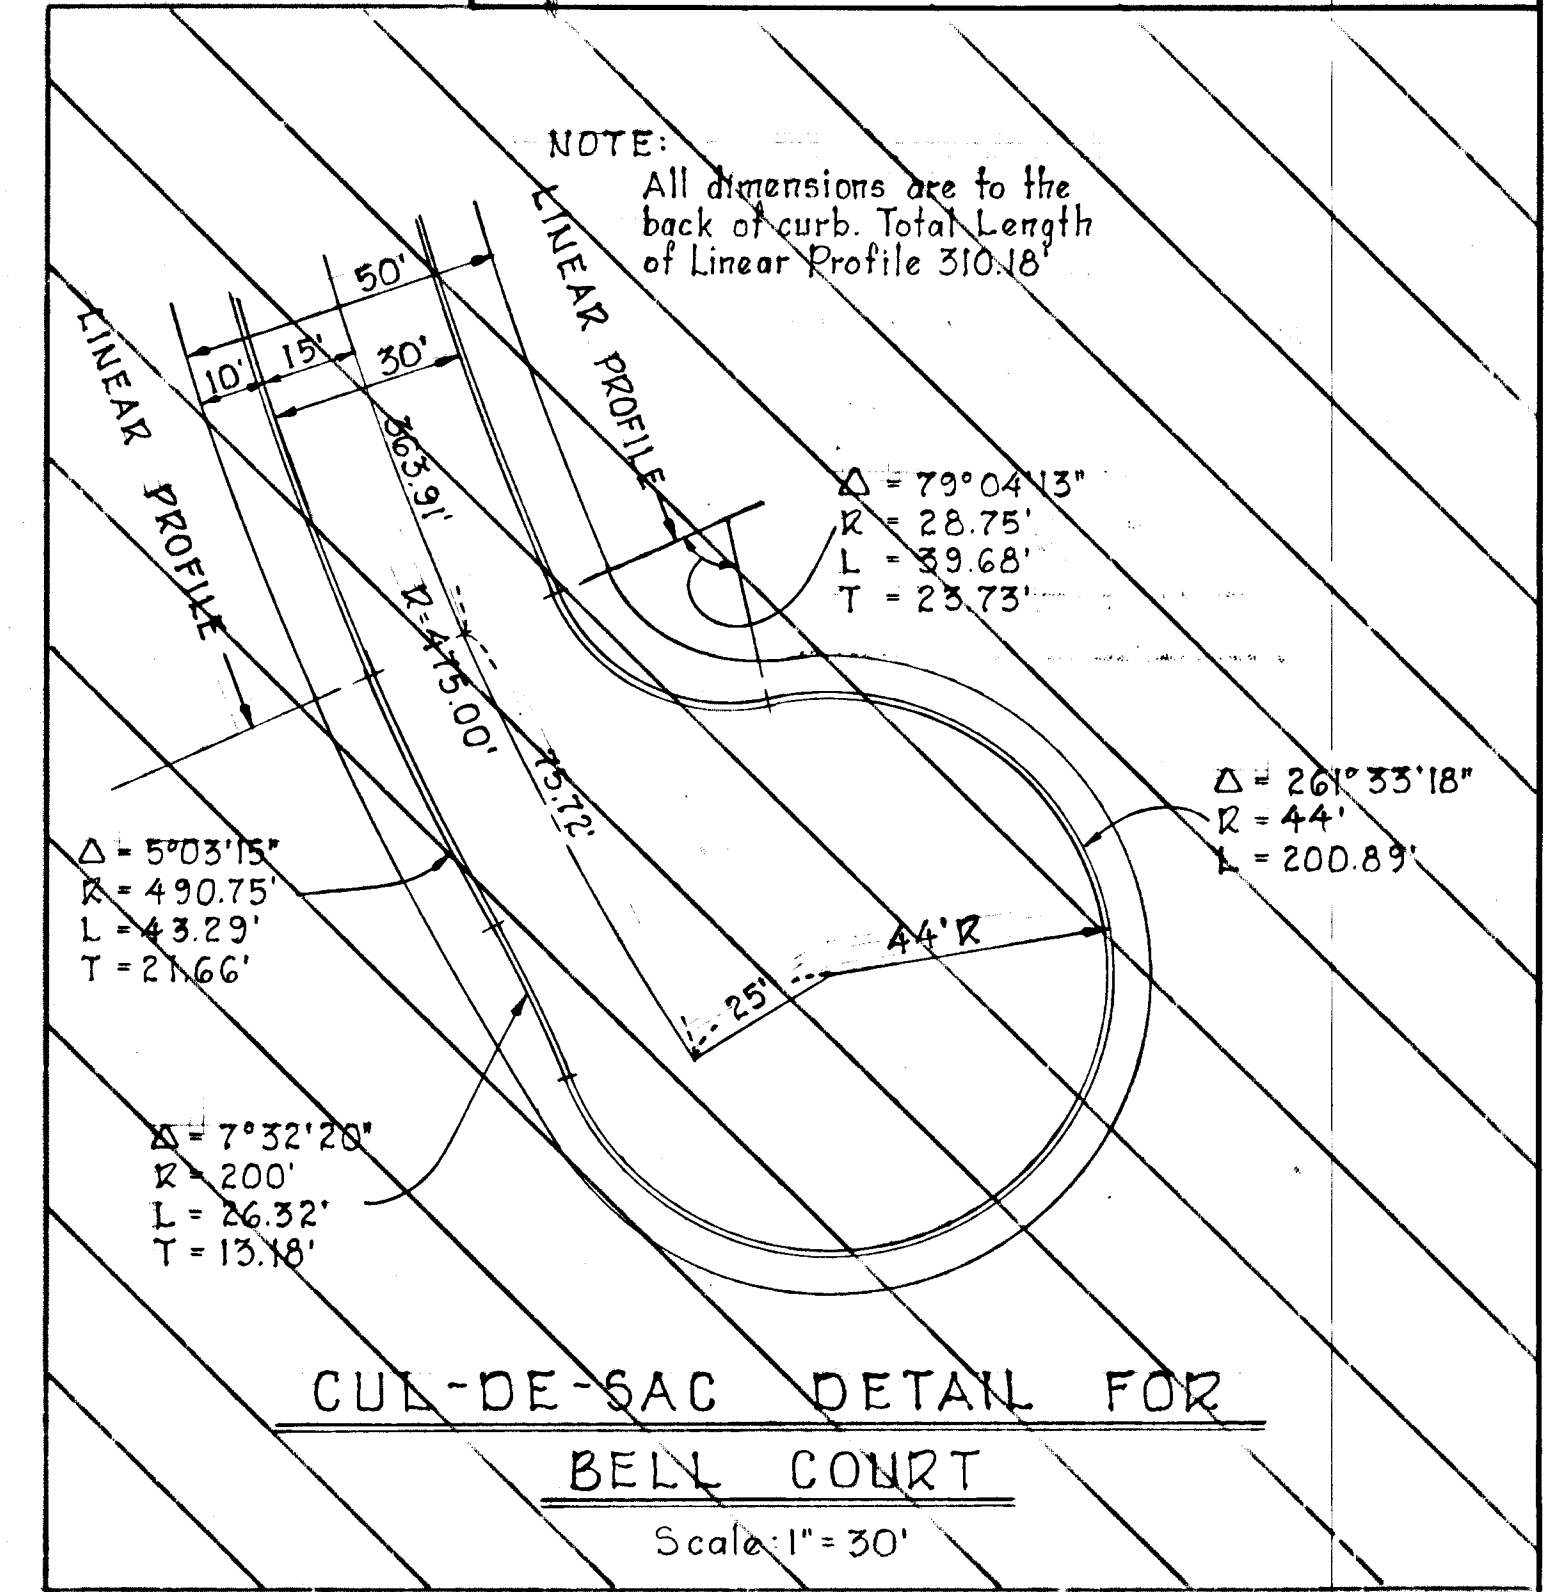 NOTE:
All dimensions are to the
back of curb. Total Length
of Linear Profile 310.18'
LINEAR PROFILE
LINEAR PROFILE
50'
10'
15'
30'
363.91'
R=475.00'
75.72'
Δ = 79°04'13"
R = 28.75'
L = 39.68'
T = 23.73'
Δ = 261°33'18"
R = 44'
L = 200.89'
Δ = 5°03'15"
R = 490.75'
L = 43.29'
T = 21.66'
44'R
25'
Δ = 7°32'20"
R = 200'
L = 26.32'
T = 13.18'
CUL-DE-SAC DETAIL FOR
BELL COURT
Scale: 1" = 30'